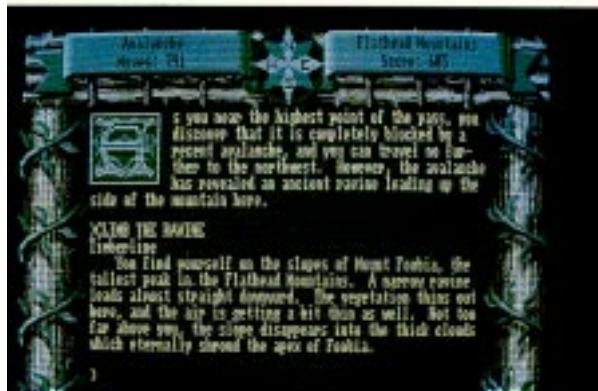 Avalanche
Flathead Mountains
Moves: 291
Score: 685
As you near the highest point of the pass, you
discover that it is completely blocked by a
recent avalanche, and you can travel no fur-
ther to the northwest. However, the avalanche
has revealed an ancient ravine leading up the
side of the mountain here.
>CLIMB THE RAVINE
Timberline
You find yourself on the slopes of Mount Foobia, the
tallest peak in the Flathead Mountains. A narrow ravine
leads almost straight downward. The vegetation thins out
here, and the air is getting a bit thin as well. Not too
far above you, the slope disappears into the thick clouds
which eternally shroud the apex of Foobia.
>